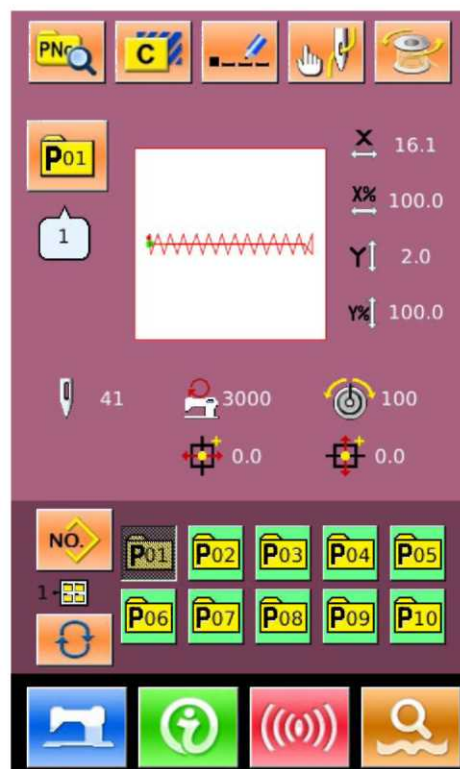 PNo. C
P01 X 16.1
1 X% 100.0
Y 2.0
Y% 100.0
41 3000 100
0.0 0.0
NO. P01 P02 P03 P04 P05
1-
P06 P07 P08 P09 P10